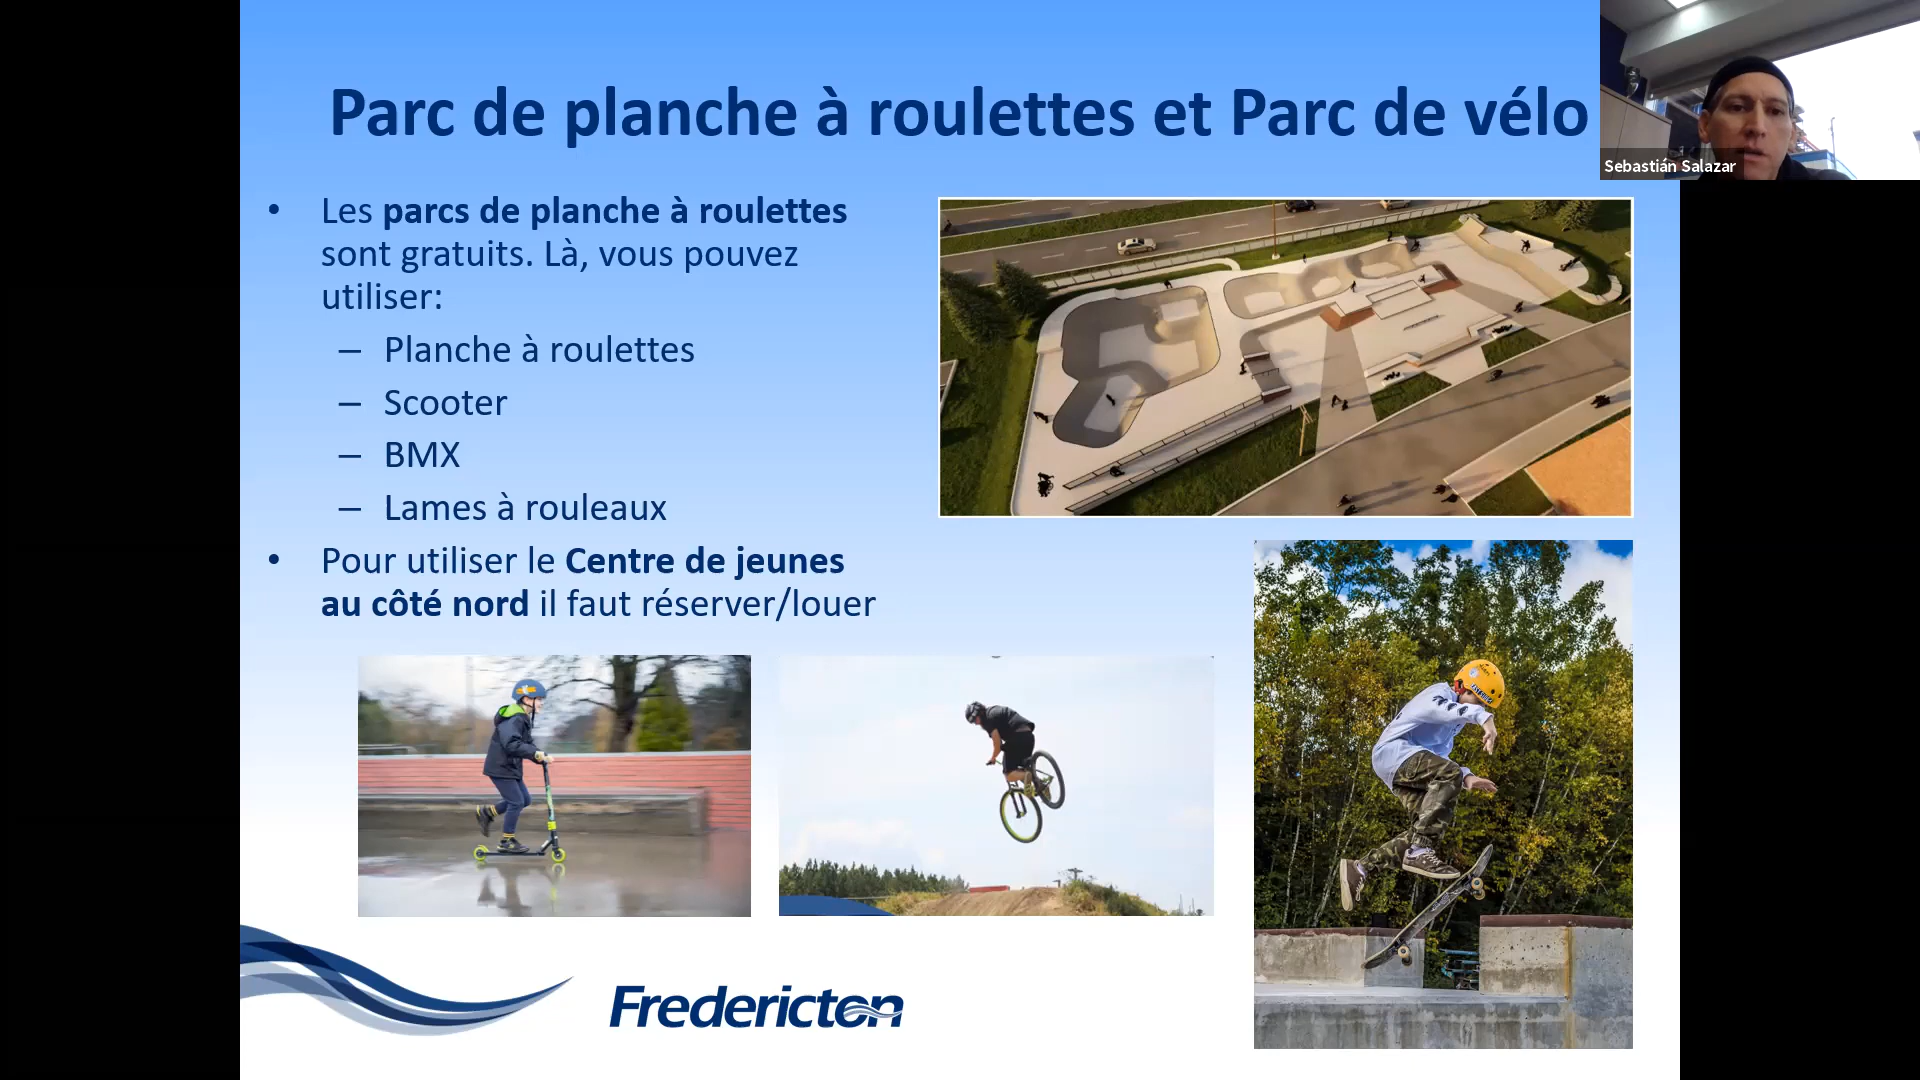 Parc de planche à roulettes et Parc de vélo
Sebastián Salazar
• Les parcs de planche à roulettes
sont gratuits. Là, vous pouvez
utiliser:
– Planche à roulettes
– Scooter
– BMX
– Lames à rouleaux
• Pour utiliser le Centre de jeunes
au côté nord il faut réserver/louer
Fredericton